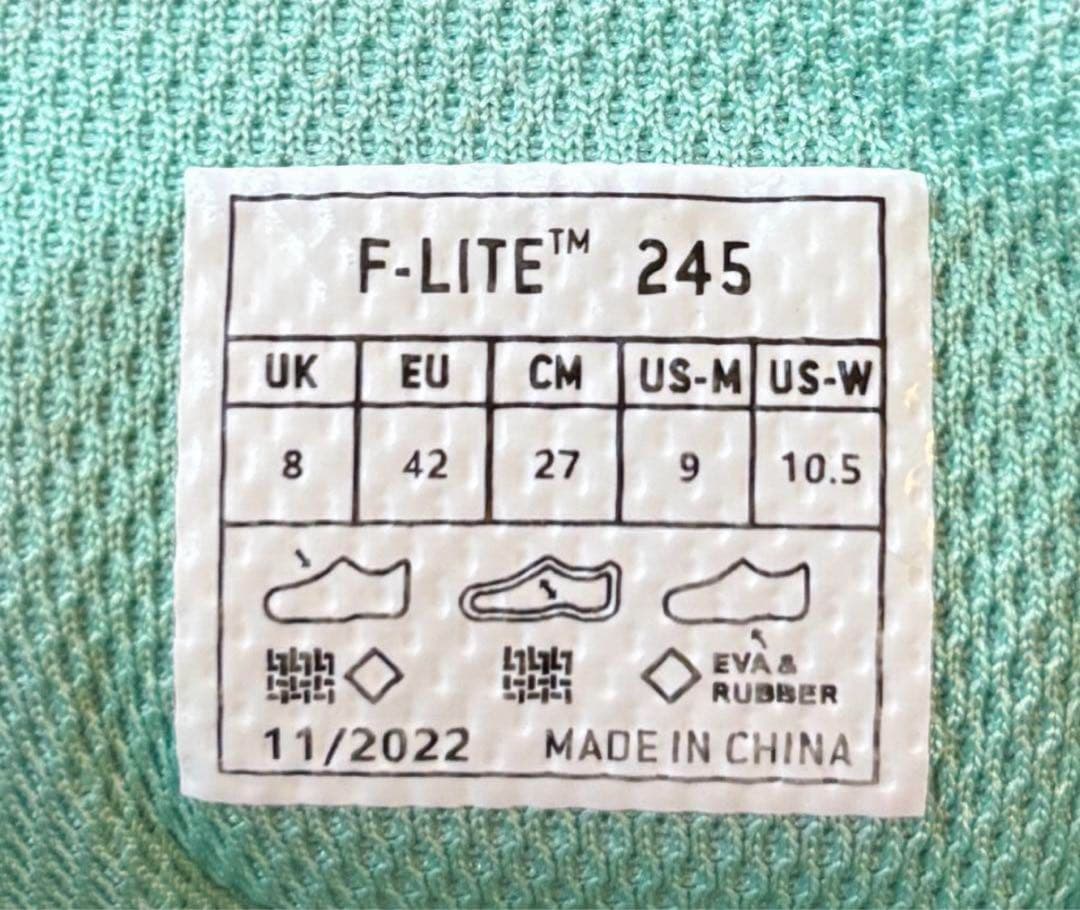 F-LITE™ 245
UK EU CM US-M US-W
8 42 27 9 10.5
EVA &
RUBBER
11/2022 MADE IN CHINA